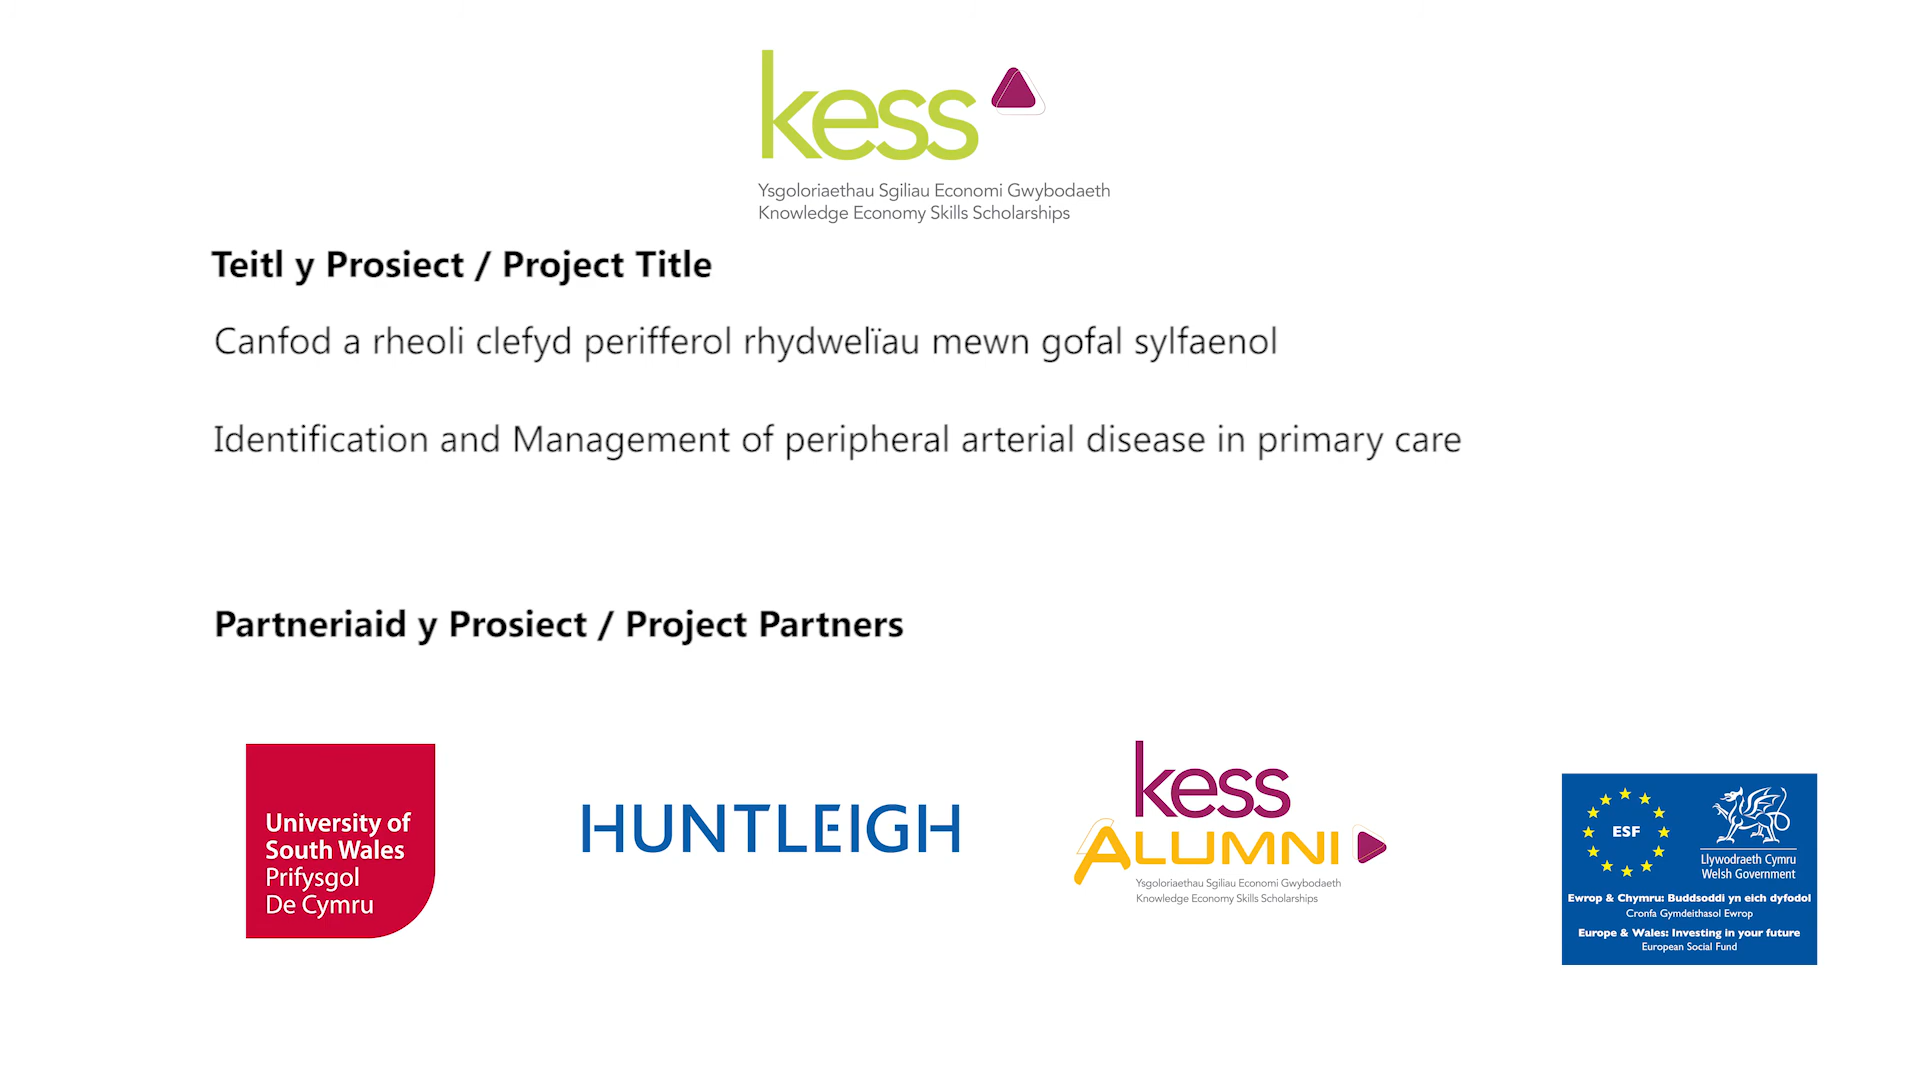 kess
Ysgoloriaethau Sgiliau Economi Gwybodaeth
Knowledge Economy Skills Scholarships
Teitl y Prosiect / Project Title
Canfod a rheoli clefyd perifferol rhydwelïau mewn gofal sylfaenol
Identification and Management of peripheral arterial disease in primary care
Partneriaid y Prosiect / Project Partners
University of
South Wales
Prifysgol
De Cymru
HUNTLEIGH
kess
ALUMNI
Ysgoloriaethau Sgiliau Economi Gwybodaeth
Knowledge Economy Skills Scholarships
ESF
Llywodraeth Cymru
Welsh Government
Ewrop & Chymru: Buddsoddi yn eich dyfodol
Cronfa Gymdeithasol Ewrop
Europe & Wales: Investing in your future
European Social Fund